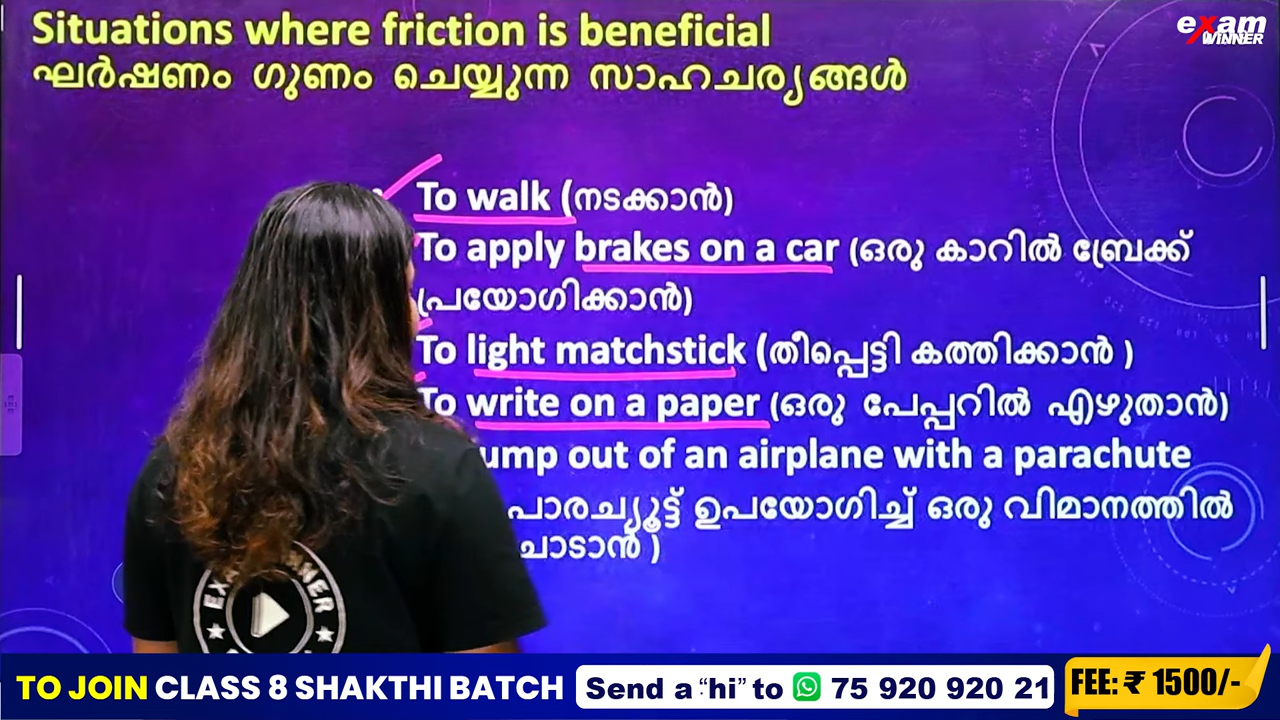 Situations where friction is beneficial
ഘർഷണം ഗുണം ചെയ്യുന്ന സാഹചര്യങ്ങൾ
exam
WINNER
To walk (നടക്കാൻ)
To apply brakes on a car (ഒരു കാറിൽ ബ്രേക്ക്
പ്രയോഗിക്കാൻ)
To light matchstick (തീപ്പെട്ടി കത്തിക്കാൻ )
To write on a paper (ഒരു പേപ്പറിൽ എഴുതാൻ)
ump out of an airplane with a parachute
പാരച്യൂട്ട് ഉപയോഗിച്ച് ഒരു വിമാനത്തിൽ
ചാടാൻ )
TO JOIN CLASS 8 SHAKTHI BATCH
Send a “hi” to 75 920 920 21
FEE: ₹ 1500/-